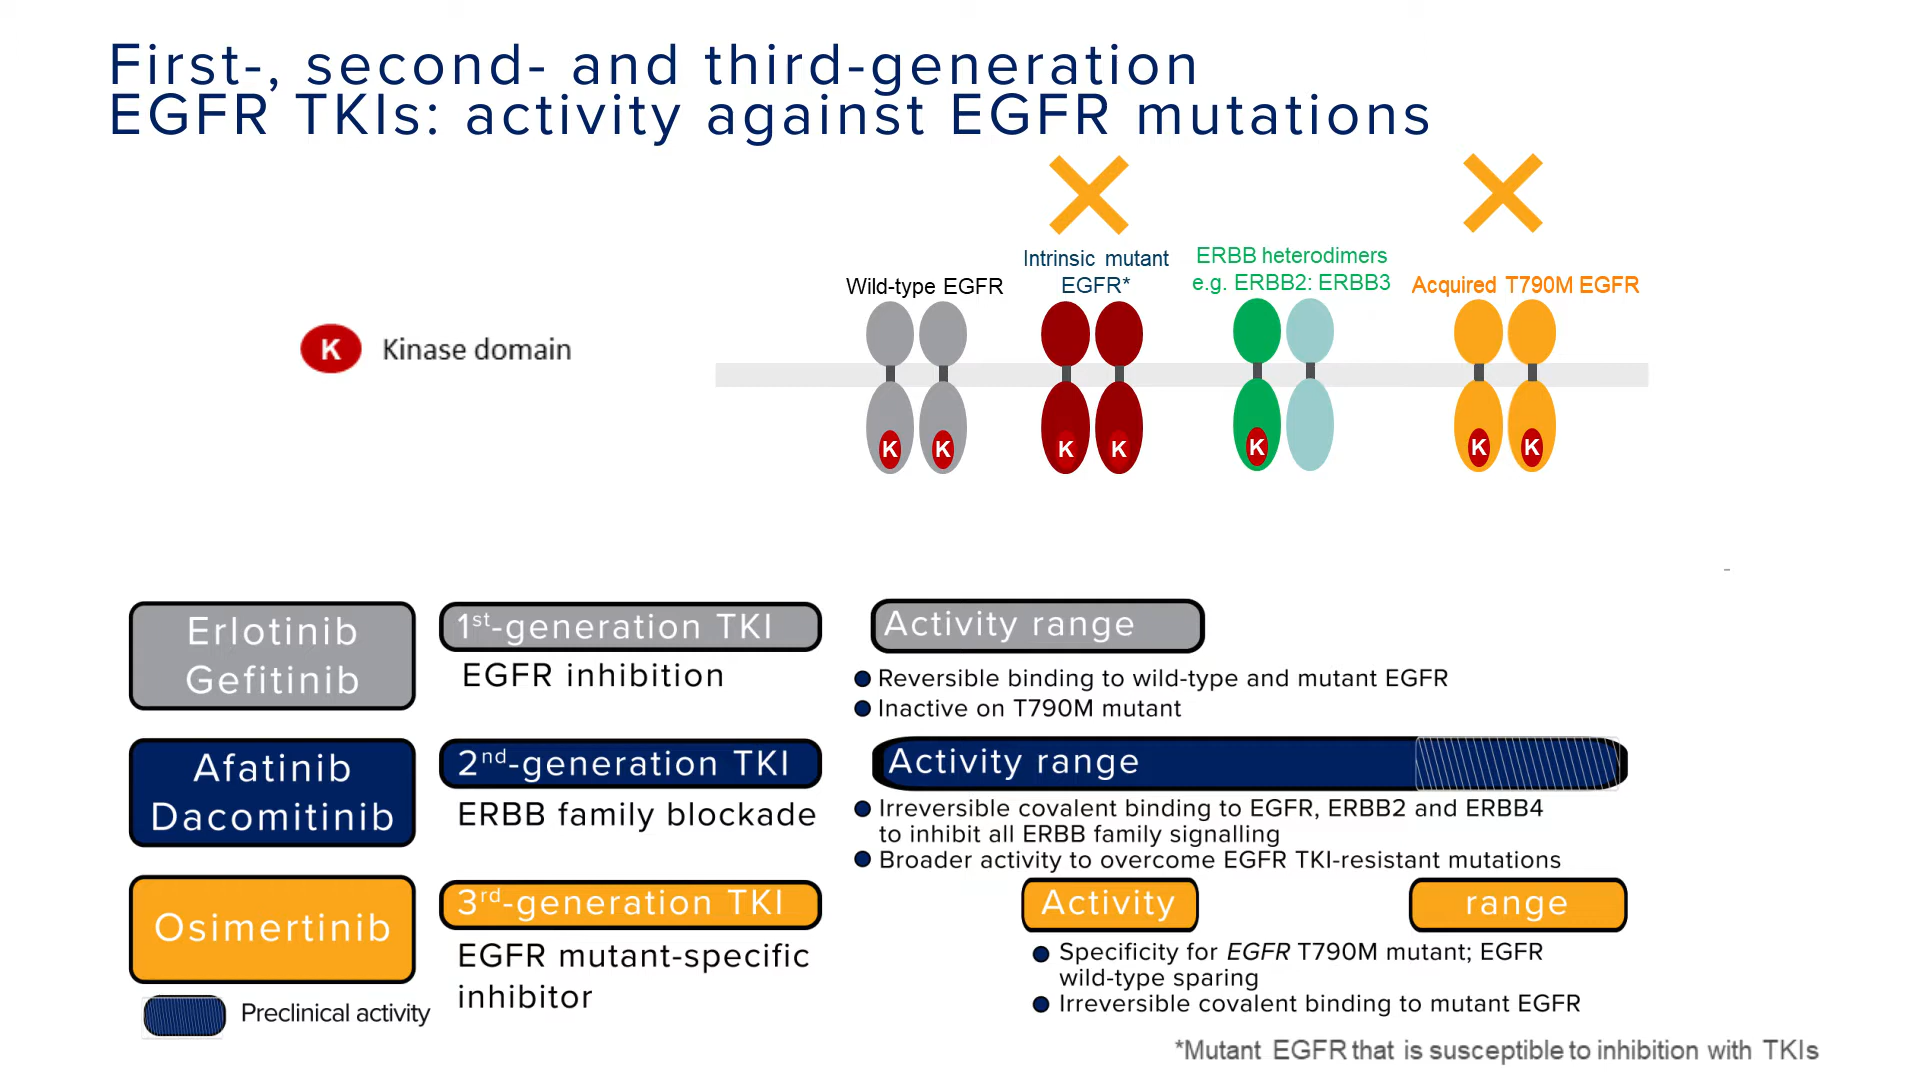 First-, second- and third-generation
EGFR TKIs: activity against EGFR mutations
Wild-type EGFR
Intrinsic mutant
EGFR*
ERBB heterodimers
e.g. ERBB2: ERBB3
Acquired T790M EGFR
K Kinase domain
K K K K K K K
Erlotinib
Gefitinib
1st-generation TKI
EGFR inhibition
Activity range
Reversible binding to wild-type and mutant EGFR
Inactive on T790M mutant
Afatinib
Dacomitinib
2nd-generation TKI
ERBB family blockade
Activity range
Irreversible covalent binding to EGFR, ERBB2 and ERBB4
to inhibit all ERBB family signalling
Broader activity to overcome EGFR TKI-resistant mutations
Osimertinib
3rd-generation TKI
EGFR mutant-specific
inhibitor
Activity range
Specificity for EGFR T790M mutant; EGFR
wild-type sparing
Irreversible covalent binding to mutant EGFR
Preclinical activity
*Mutant EGFR that is susceptible to inhibition with TKIs